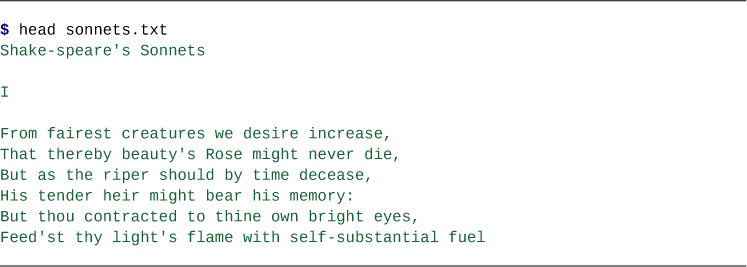 $ head sonnets.txt
Shake-speare's Sonnets
I
From fairest creatures we desire increase,
That thereby beauty's Rose might never die,
But as the riper should by time decease,
His tender heir might bear his memory:
But thou contracted to thine own bright eyes,
Feed'st thy light's flame with self-substantial fuel